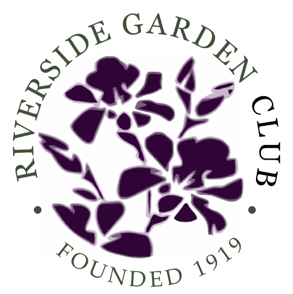 RIVERSIDE GARDEN CLUB
• FOUNDED 1919 •